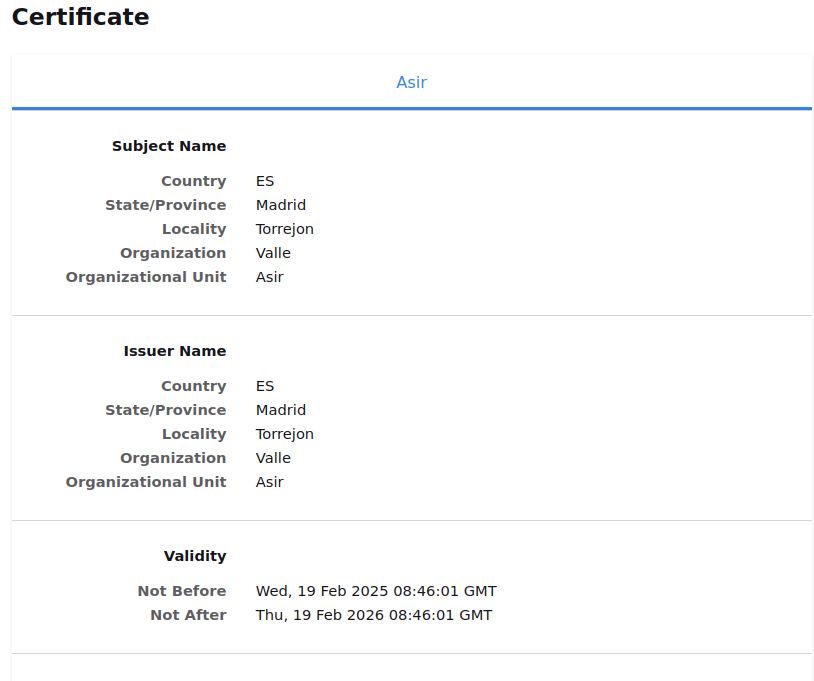 Certificate
Asir
Subject Name
Country ES
State/Province Madrid
Locality Torrejon
Organization Valle
Organizational Unit Asir
Issuer Name
Country ES
State/Province Madrid
Locality Torrejon
Organization Valle
Organizational Unit Asir
Validity
Not Before Wed, 19 Feb 2025 08:46:01 GMT
Not After Thu, 19 Feb 2026 08:46:01 GMT